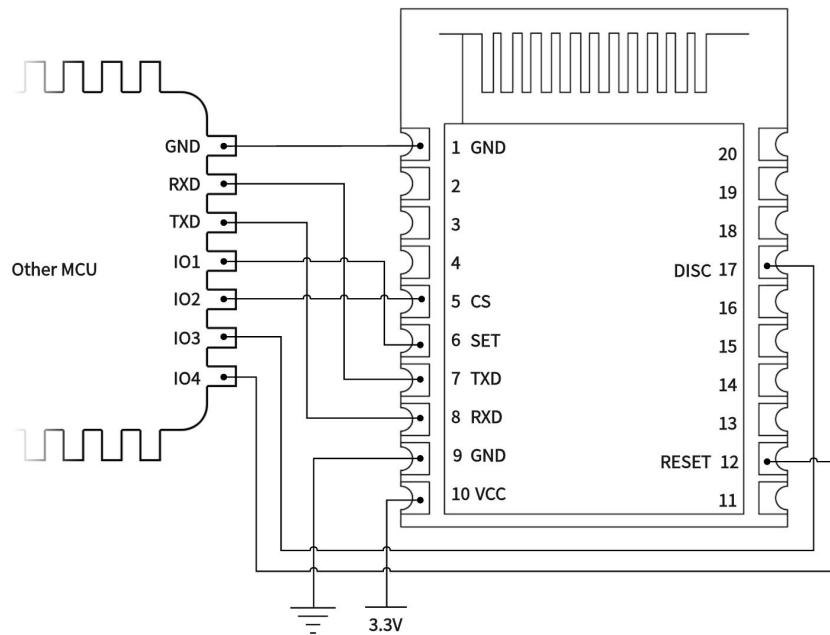 GND
RXD
TXD
IO1
Other MCU
IO2
IO3
IO4
1 GND
2
3
4
5 CS
6 SET
7 TXD
8 RXD
9 GND
10 VCC
20
19
18
DISC 17
16
15
14
13
RESET 12
11
3.3V